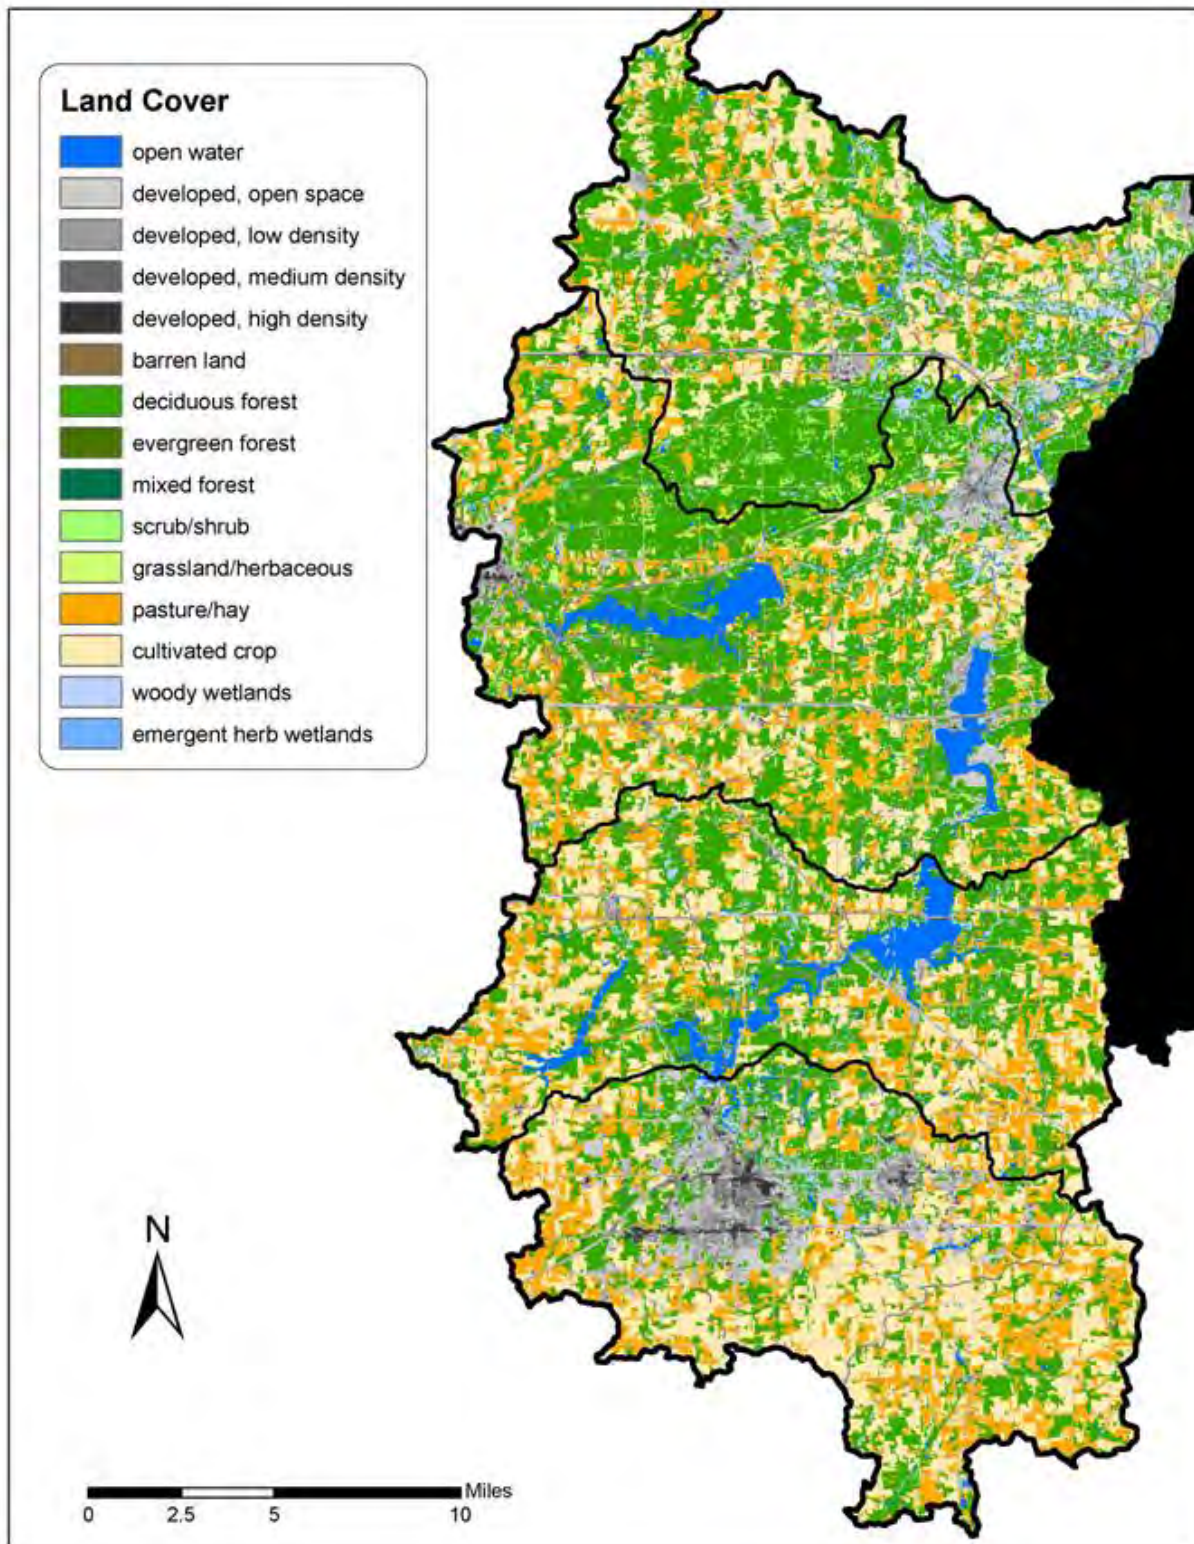 Land Cover
open water
developed, open space
developed, low density
developed, medium density
developed, high density
barren land
deciduous forest
evergreen forest
mixed forest
scrub/shrub
grassland/herbaceous
pasture/hay
cultivated crop
woody wetlands
emergent herb wetlands
N
Miles
0 2.5 5 10